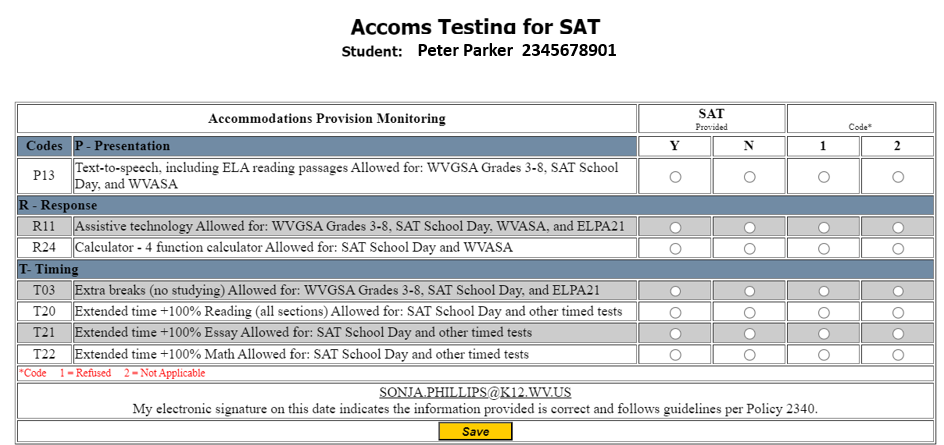 Accoms Testing for SAT
Student: Peter Parker 2345678901
Accommodations Provision Monitoring SAT
Provided Code*
Codes P - Presentation Y N 1 2
P13 Text-to-speech, including ELA reading passages Allowed for: WVGSA Grades 3-8, SAT School
Day, and WVASA
R - Response
R11 Assistive technology Allowed for: WVGSA Grades 3-8, SAT School Day, WVASA, and ELPA21
R24 Calculator - 4 function calculator Allowed for: SAT School Day and WVASA
T- Timing
T03 Extra breaks (no studying) Allowed for: WVGSA Grades 3-8, SAT School Day, and ELPA21
T20 Extended time +100% Reading (all sections) Allowed for: SAT School Day and other timed tests
T21 Extended time +100% Essay Allowed for: SAT School Day and other timed tests
T22 Extended time +100% Math Allowed for: SAT School Day and other timed tests
*Code 1 = Refused 2 = Not Applicable
SONJA.PHILLIPS@K12.WV.US
My electronic signature on this date indicates the information provided is correct and follows guidelines per Policy 2340.
Save